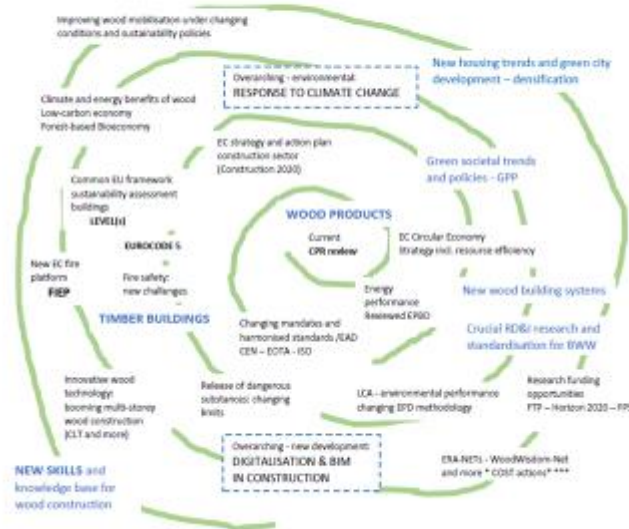 Improving wood mobilisation under changing
conditions and sustainability policies
New housing trends and green city
development – densification
Overarching - environmental:
RESPONSE TO CLIMATE CHANGE
Climate and energy benefits of wood
Low-carbon economy
Forest-based Bioeconomy
EC strategy and action plan
construction sector
(Construction 2020)
Green societal trends
and policies - GPP
Common EU framework
sustainability assessment
buildings
LEVEL(s)
WOOD PRODUCTS
Current
CPR review
EC Circular Economy
Strategy incl. resource efficiency
EUROCODE 5
New EC fire
platform
FIEP
Fire safety:
new challenges
Energy
performance
Reviewed EPBD
New wood building systems
TIMBER BUILDINGS
Changing mandates and
harmonised standards /EAD
CEN – EOTA - ISO
Crucial RD&I research and
standardisation for BWW
Innovative wood
technology:
booming multi-storey
wood construction
(CLT and more)
Release of dangerous
substances: changing
LCA - environmental performance
changing EPD methodology
Research funding
opportunities
FTP – Horizon 2020 –
Overarching - new development:
DIGITALISATION & BIM
IN CONSTRUCTION
ERA-NETs - WoodWisdom-Net
and more * COST actions* ***
NEW SKILLS and
knowledge base for
wood construction